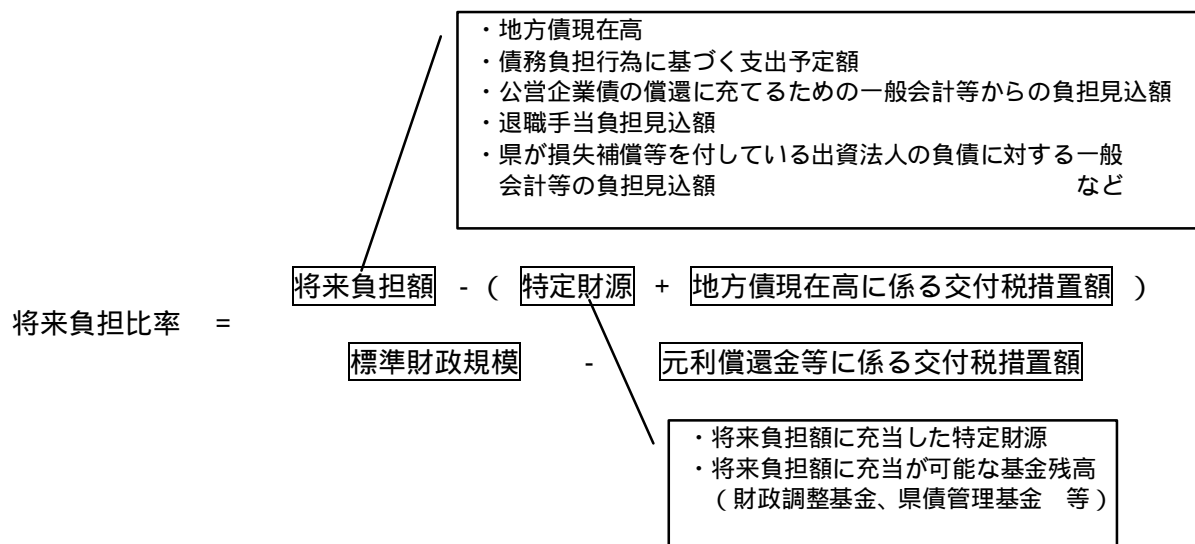 ・地方債現在高
・債務負担行為に基づく支出予定額
・公営企業債の償還に充てるための一般会計等からの負担見込額
・退職手当負担見込額
・県が損失補償等を付している出資法人の負債に対する一般
会計等の負担見込額 など
将来負担額 - ( 特定財源 + 地方債現在高に係る交付税措置額 )
将来負担比率 =
標準財政規模 - 元利償還金等に係る交付税措置額
・将来負担額に充当した特定財源
・将来負担額に充当が可能な基金残高
(財政調整基金、県債管理基金 等)